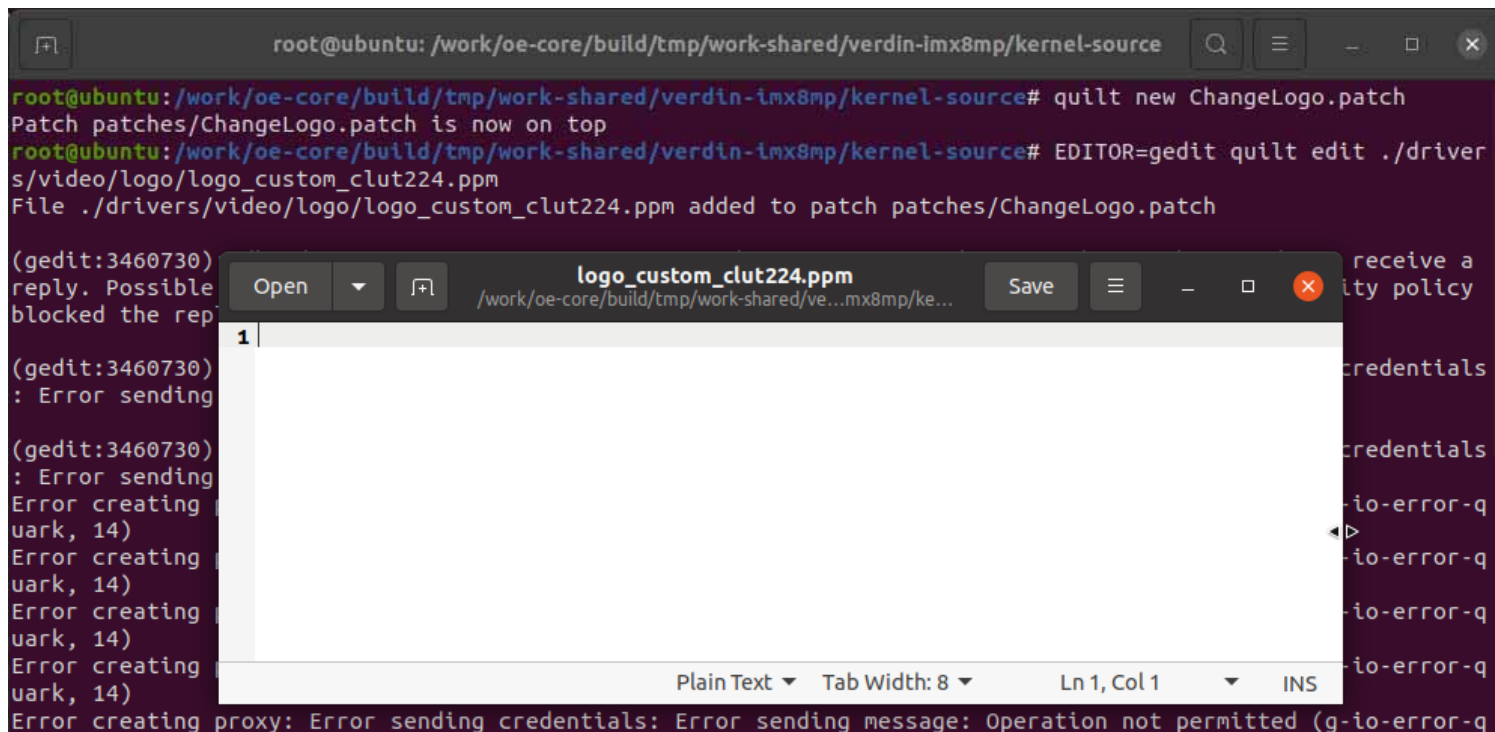 root@ubuntu: /work/oe-core/build/tmp/work-shared/verdin-imx8mp/kernel-source
root@ubuntu:/work/oe-core/build/tmp/work-shared/verdin-imx8mp/kernel-source# quilt new ChangeLogo.patch
Patch patches/ChangeLogo.patch is now on top
root@ubuntu:/work/oe-core/build/tmp/work-shared/verdin-imx8mp/kernel-source# EDITOR=gedit quilt edit ./driver
s/video/logo/logo_custom_clut224.ppm
File ./drivers/video/logo/logo_custom_clut224.ppm added to patch patches/ChangeLogo.patch
(gedit:3460730) receive a
reply. Possible ity policy
blocked the rep
(gedit:3460730) credentials
: Error sending
(gedit:3460730) credentials
: Error sending
Error creating -io-error-q
uark, 14)
Error creating -io-error-q
uark, 14)
Error creating -io-error-q
uark, 14)
Error creating -io-error-q
uark, 14)
Error creating proxy: Error sending credentials: Error sending message: Operation not permitted (g-io-error-q
Open
logo_custom_clut224.ppm
/work/oe-core/build/tmp/work-shared/ve...mx8mp/ke...
Save
1
Plain Text Tab Width: 8 Ln 1, Col 1 INS